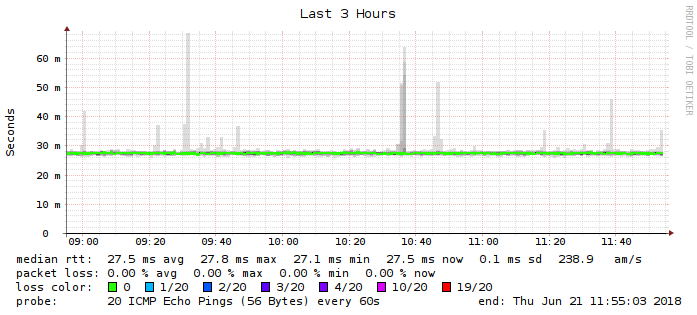 Last 3 Hours
RRDTOOL / TOBI OETIKER
Seconds
60 m
50 m
40 m
30 m
20 m
10 m
0
09:00 09:20 09:40 10:00 10:20 10:40 11:00 11:20 11:40
median rtt: 27.5 ms avg 27.8 ms max 27.1 ms min 27.5 ms now 0.1 ms sd 238.9 am/s
packet loss: 0.00 % avg 0.00 % max 0.00 % min 0.00 % now
loss color: 0 1/20 2/20 3/20 4/20 10/20 19/20
probe: 20 ICMP Echo Pings (56 Bytes) every 60s end: Thu Jun 21 11:55:03 2018